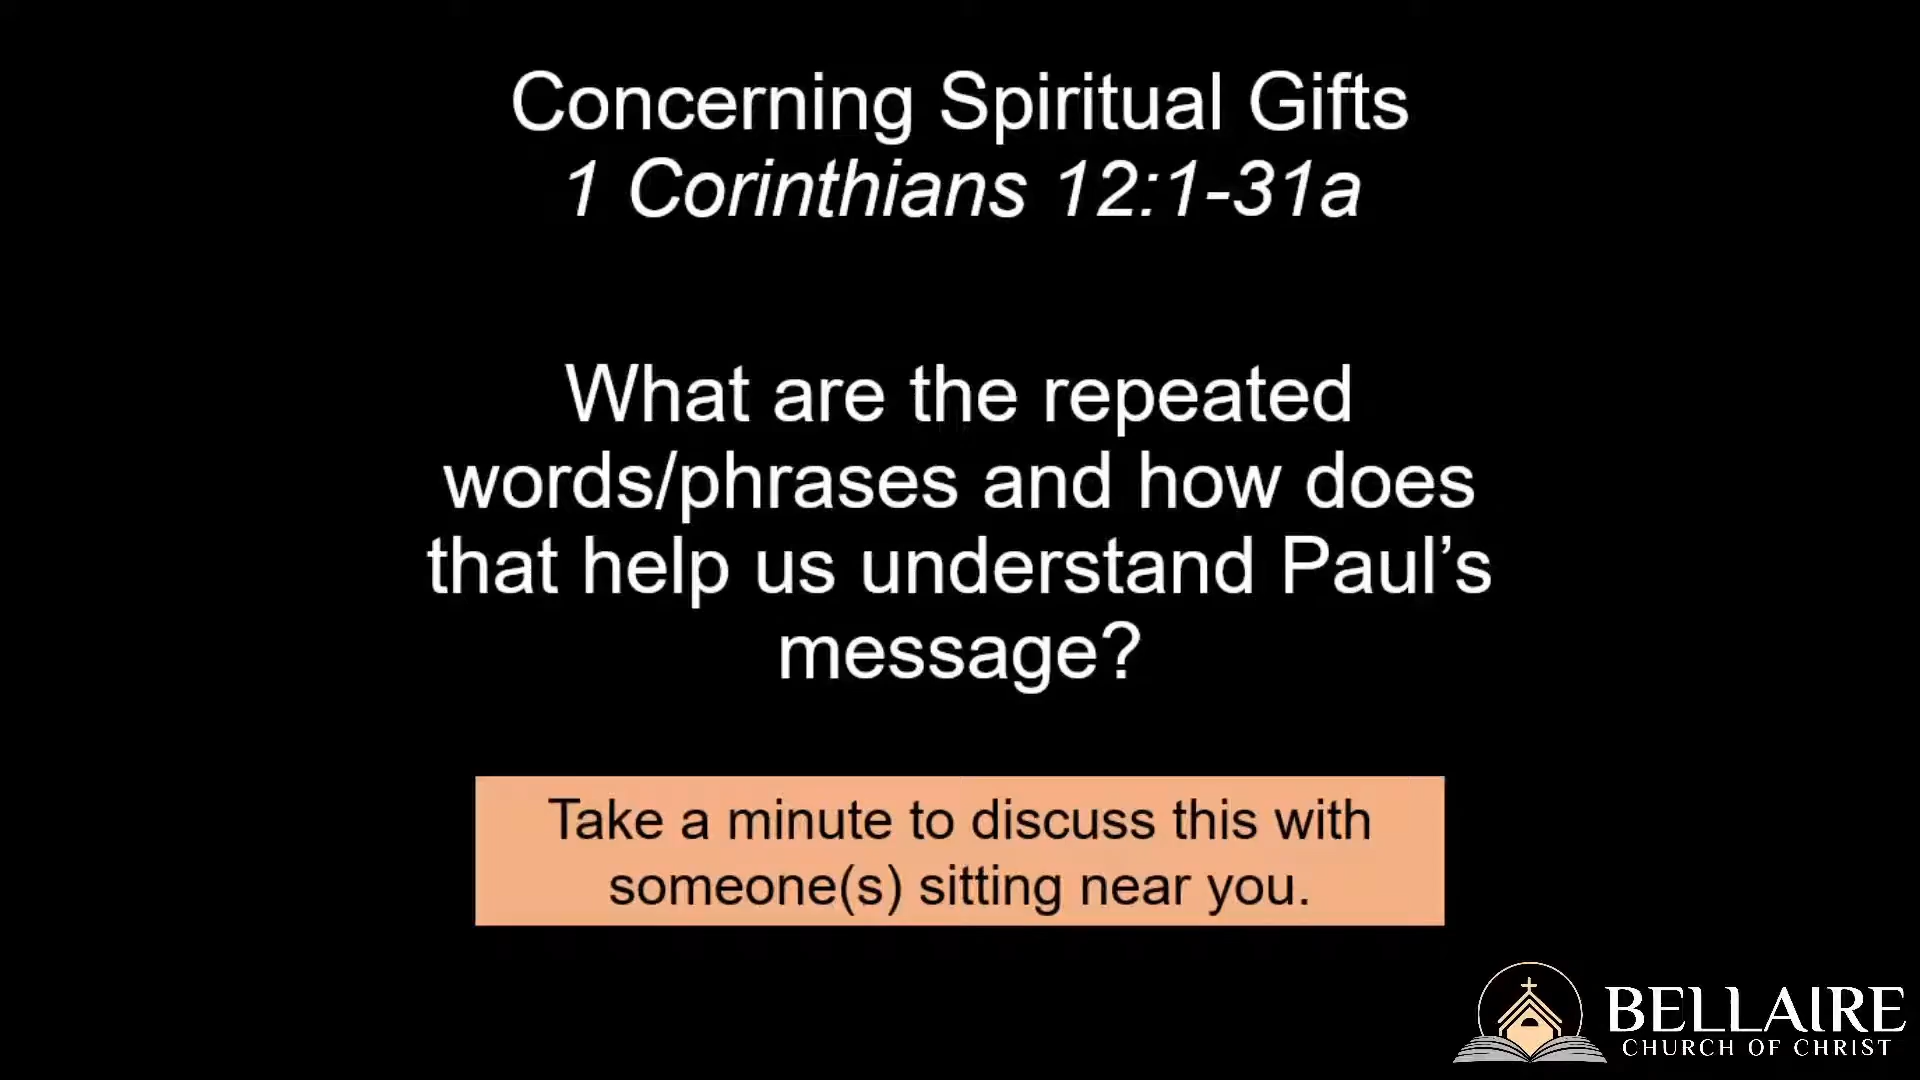 Concerning Spiritual Gifts
1 Corinthians 12:1-31a
What are the repeated
words/phrases and how does
that help us understand Paul’s
message?
Take a minute to discuss this with
someone(s) sitting near you.
BELLAIRE
CHURCH OF CHRIST